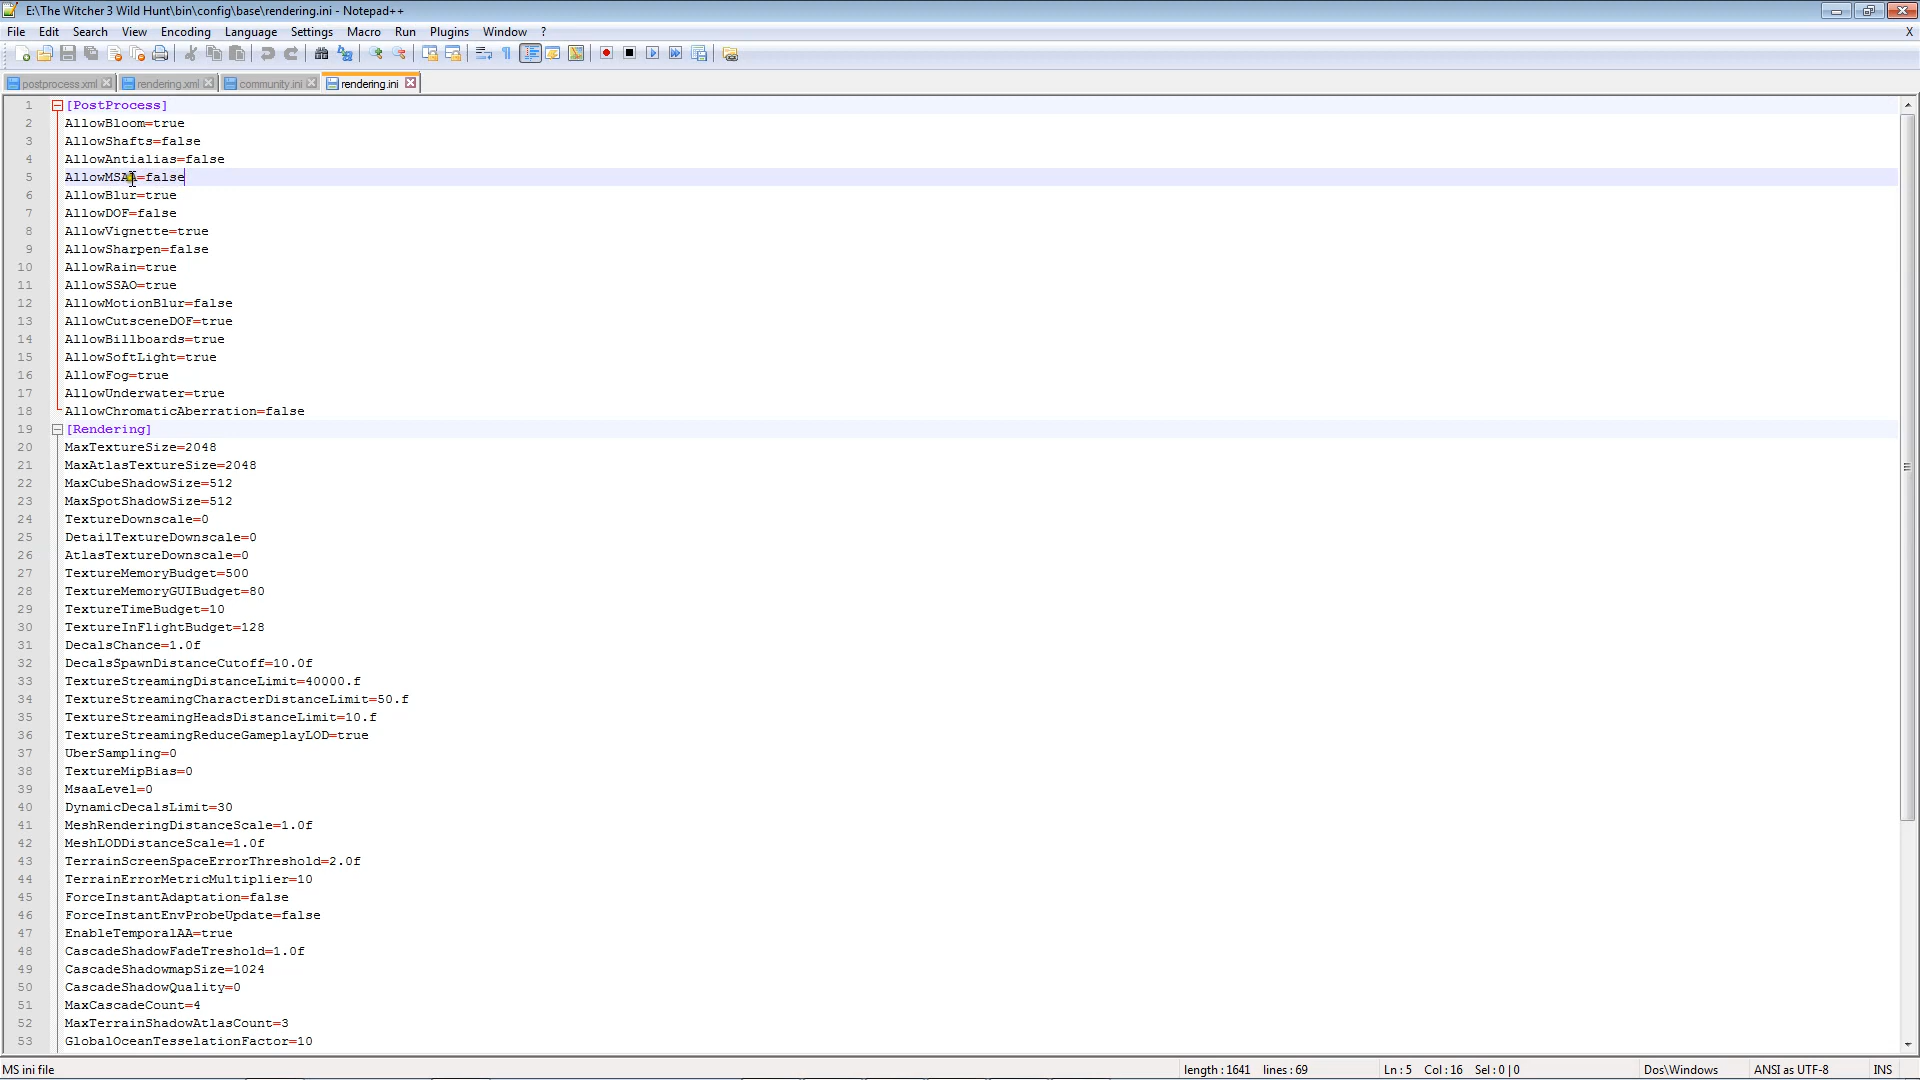 E:\The Witcher 3 Wild Hunt\bin\config\base\rendering.ini - Notepad++
File Edit Search View Encoding Language Settings Macro Run Plugins Window ? X
postprocess.xml rendering.xml community.ini rendering.ini
1 [PostProcess]
2 AllowBloom=true
3 AllowShafts=false
4 AllowAntialias=false
5 AllowMSAA=false
6 AllowBlur=true
7 AllowDOF=false
8 AllowVignette=true
9 AllowSharpen=false
10 AllowRain=true
11 AllowSSAO=true
12 AllowMotionBlur=false
13 AllowCutsceneDOF=true
14 AllowBillboards=true
15 AllowSoftLight=true
16 AllowFog=true
17 AllowUnderwater=true
18 AllowChromaticAberration=false
19 [Rendering]
20 MaxTextureSize=2048
21 MaxAtlasTextureSize=2048
22 MaxCubeShadowSize=512
23 MaxSpotShadowSize=512
24 TextureDownscale=0
25 DetailTextureDownscale=0
26 AtlasTextureDownscale=0
27 TextureMemoryBudget=500
28 TextureMemoryGUIBudget=80
29 TextureTimeBudget=10
30 TextureInFlightBudget=128
31 DecalsChance=1.0f
32 DecalsSpawnDistanceCutoff=10.0f
33 TextureStreamingDistanceLimit=40000.f
34 TextureStreamingCharacterDistanceLimit=50.f
35 TextureStreamingHeadsDistanceLimit=10.f
36 TextureStreamingReduceGameplayLOD=true
37 UberSampling=0
38 TextureMipBias=0
39 MsaaLevel=0
40 DynamicDecalsLimit=30
41 MeshRenderingDistanceScale=1.0f
42 MeshLODDistanceScale=1.0f
43 TerrainScreenSpaceErrorThreshold=2.0f
44 TerrainErrorMetricMultiplier=10
45 ForceInstantAdaptation=false
46 ForceInstantEnvProbeUpdate=false
47 EnableTemporalAA=true
48 CascadeShadowFadeTreshold=1.0f
49 CascadeShadowmapSize=1024
50 CascadeShadowQuality=0
51 MaxCascadeCount=4
52 MaxTerrainShadowAtlasCount=3
53 GlobalOceanTesselationFactor=10
MS ini file length : 1641 lines : 69 Ln : 5 Col : 16 Sel : 0 | 0 Dos\Windows ANSI as UTF-8 INS